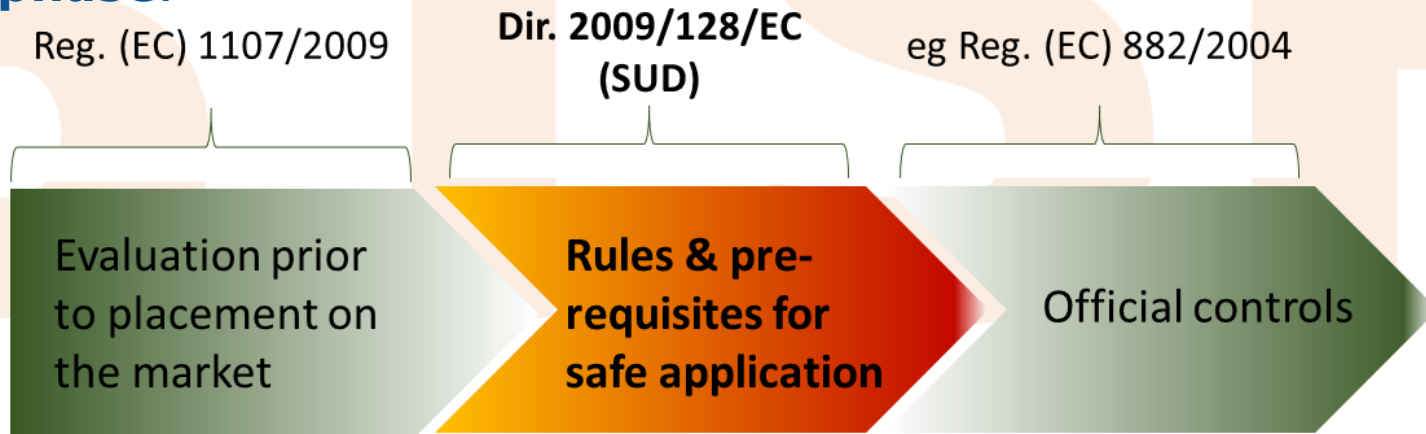 phase.
Reg. (EC) 1107/2009
Dir. 2009/128/EC
(SUD)
eg Reg. (EC) 882/2004
Evaluation prior
to placement on
the market
Rules & pre-
requisites for
safe application
Official controls